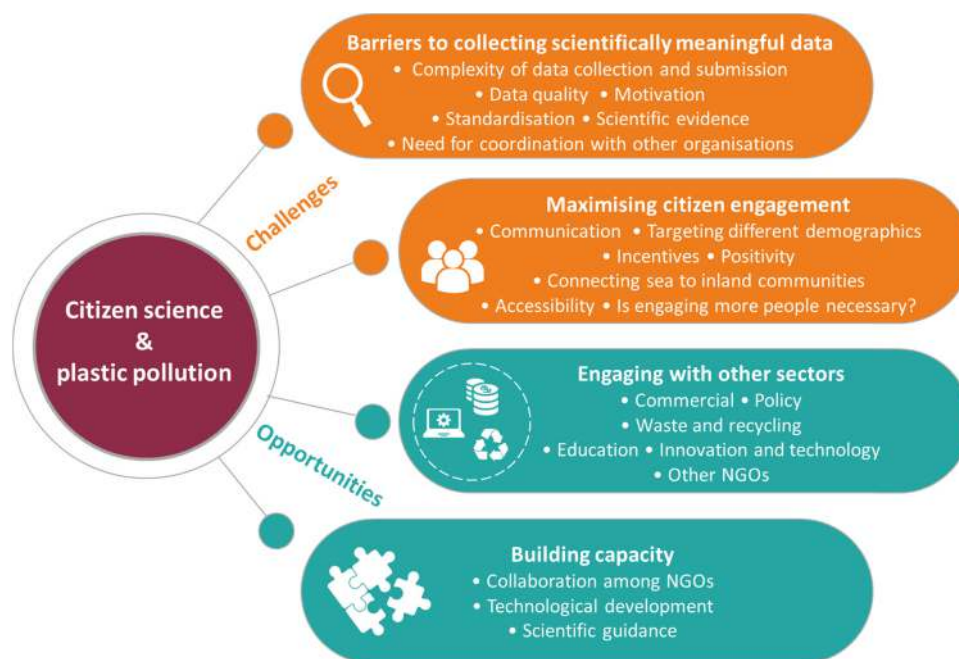 Barriers to collecting scientifically meaningful data
• Complexity of data collection and submission
• Data quality • Motivation
• Standardisation • Scientific evidence
• Need for coordination with other organisations
Challenges
Maximising citizen engagement
• Communication • Targeting different demographics
• Incentives • Positivity
• Connecting sea to inland communities
• Accessibility • Is engaging more people necessary?
Citizen science
&
plastic pollution
Engaging with other sectors
• Commercial • Policy
• Waste and recycling
• Education • Innovation and technology
• Other NGOs
Opportunities
Building capacity
• Collaboration among NGOs
• Technological development
• Scientific guidance